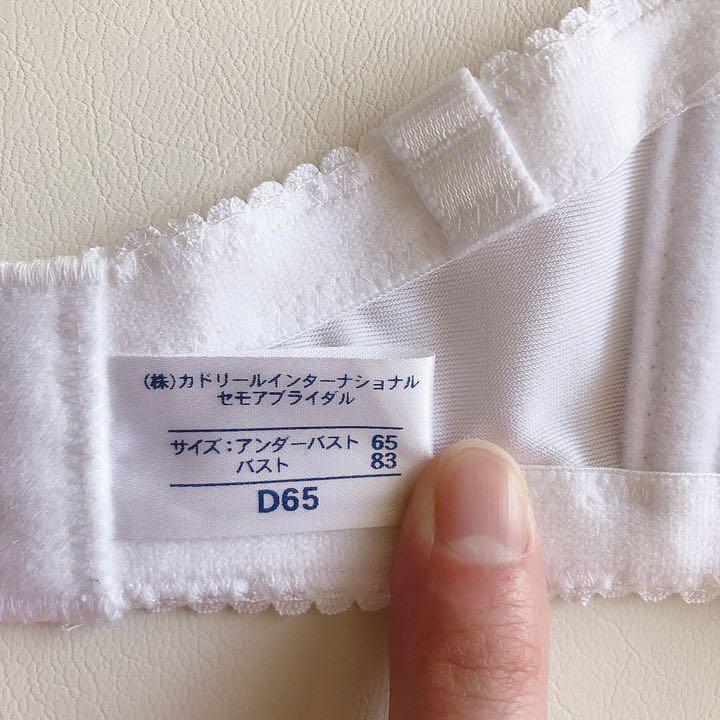 (株)カドリールインターナショナル
セモアブライダル
サイズ：アンダーバスト 65
バスト 83
D65